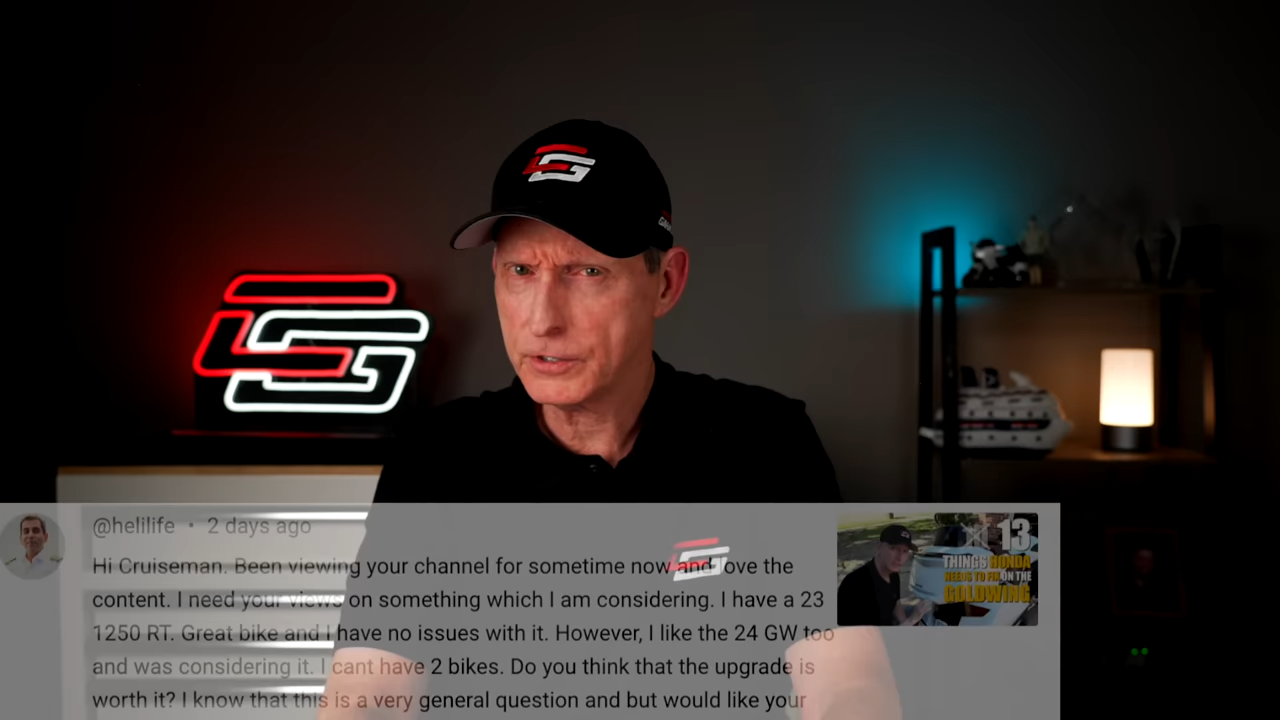 @helilife • 2 days ago
Hi Cruiseman. Been viewing your channel for sometime now and love the
content. I need your views on something which I am considering. I have a 23
1250 RT. Great bike and I have no issues with it. However, I like the 24 GW too
and was considering it. I cant have 2 bikes. Do you think that the upgrade is
worth it? I know that this is a very general question and but would like your
13
THINGS HONDA
NEEDS TO FIX ON THE
GOLDWING